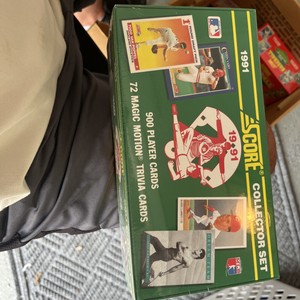 1991
SCORE®
COLLECTOR SET
1991
900 PLAYER CARDS
72 MAGIC MOTION® TRIVIA CARDS